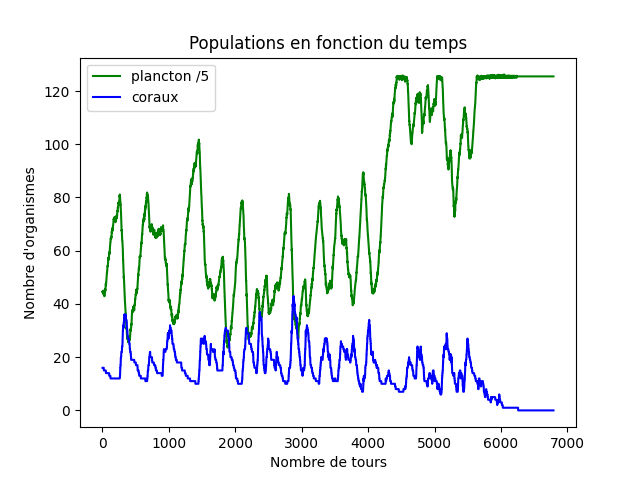 Populations en fonction du temps
plancton /5
coraux
Nombre d'organismes
120
100
80
60
40
20
0
0 1000 2000 3000 4000 5000 6000 7000
Nombre de tours